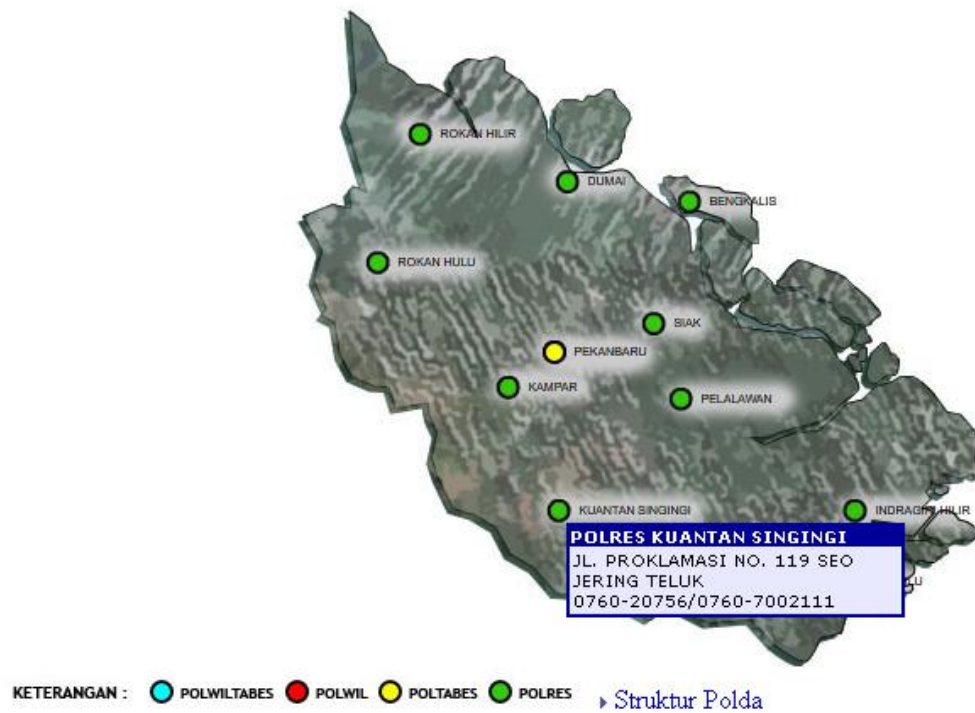 ROKAN HILIR
DUMAI
BENGKALIS
ROKAN HULU
SIAK
PEKANBARU
KAMPAR
PELALAWAN
KUANTAN SINGINGI
INDRAGIRI HILIR
POLRES KUANTAN SINGINGI
JL. PROKLAMASI NO. 119 SEO
JERING TELUK
0760-20756/0760-7002111
KETERANGAN : POLWILTABES POLWIL POLTABES POLRES
Struktur Polda